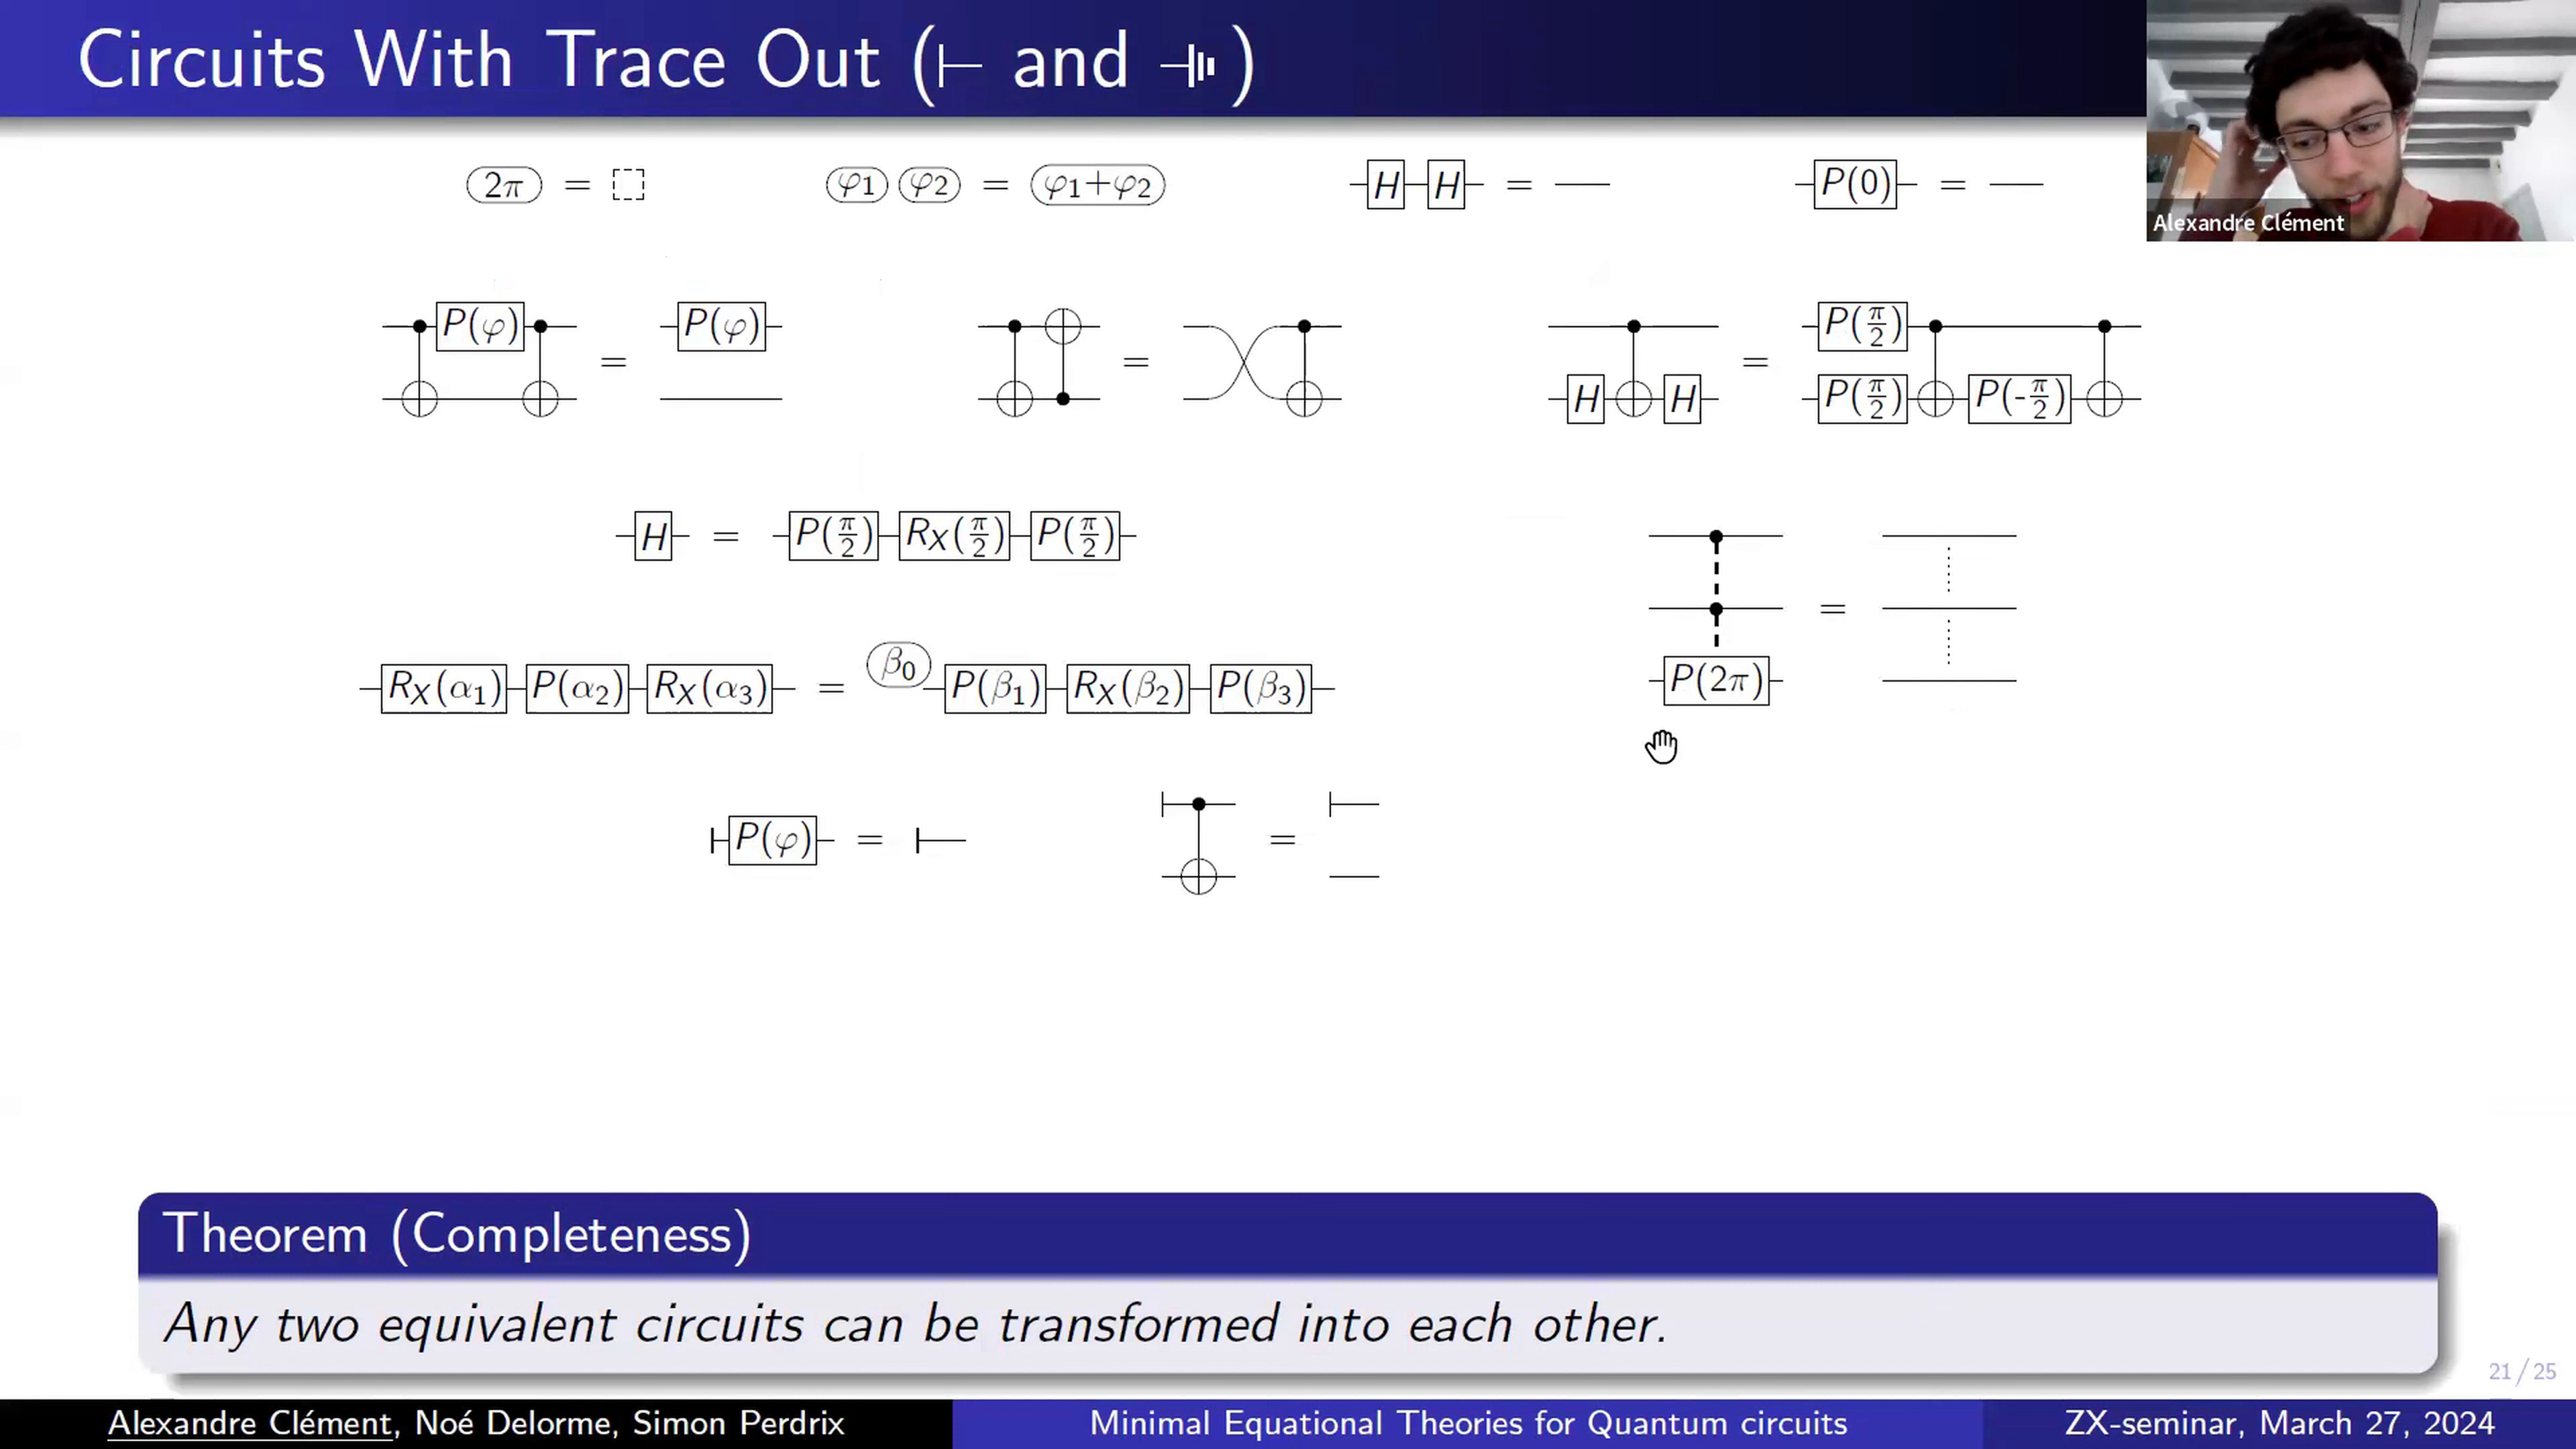 Circuits With Trace Out (⊢ and ⊣⫾)
Alexandre Clément
2π = 
φ1 φ2 = φ1+φ2
H H =
P(0) =
P(φ) = P(φ)
=
H H = P(π/2) P(π/2) P(-π/2)
H = P(π/2) RX(π/2) P(π/2)
P(2π) =
RX(α1) P(α2) RX(α3) = β0 P(β1) RX(β2) P(β3)
P(φ) =
=
Theorem (Completeness)
Any two equivalent circuits can be transformed into each other.
21 / 25
Alexandre Clément, Noé Delorme, Simon Perdrix
Minimal Equational Theories for Quantum circuits
ZX-seminar, March 27, 2024